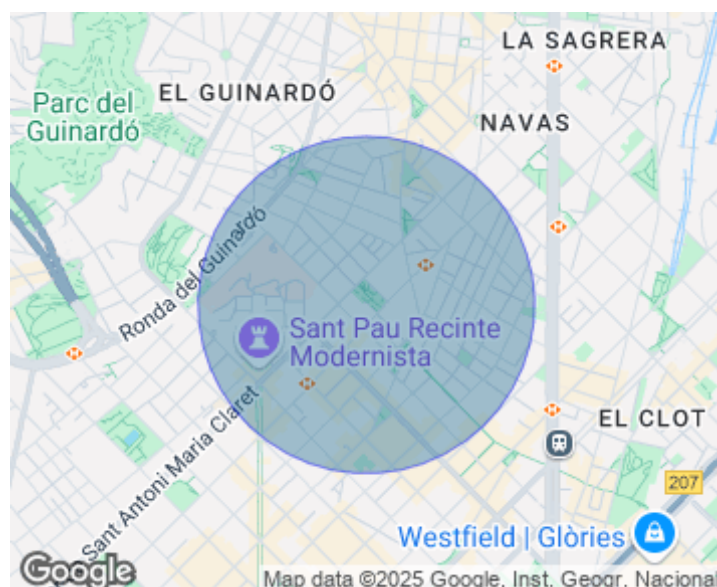 LA SAGRERA
EL GUINARDÓ
Parc del
Guinardó
NAVAS
Ronda del Guinardó
Sant Pau Recinte
Modernista
Sant Antoni Maria Claret
EL CLOT
207
Westfield | Glòries
Google
Map data ©2025 Google, Inst. Geogr. Nacional